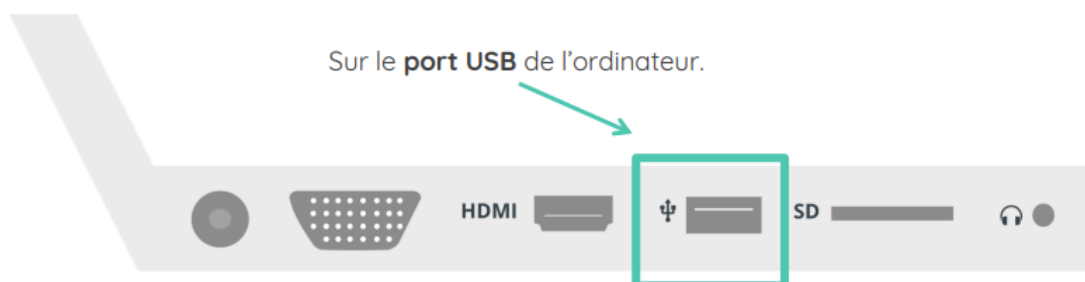 Sur le port USB de l’ordinateur.
HDMI
SD